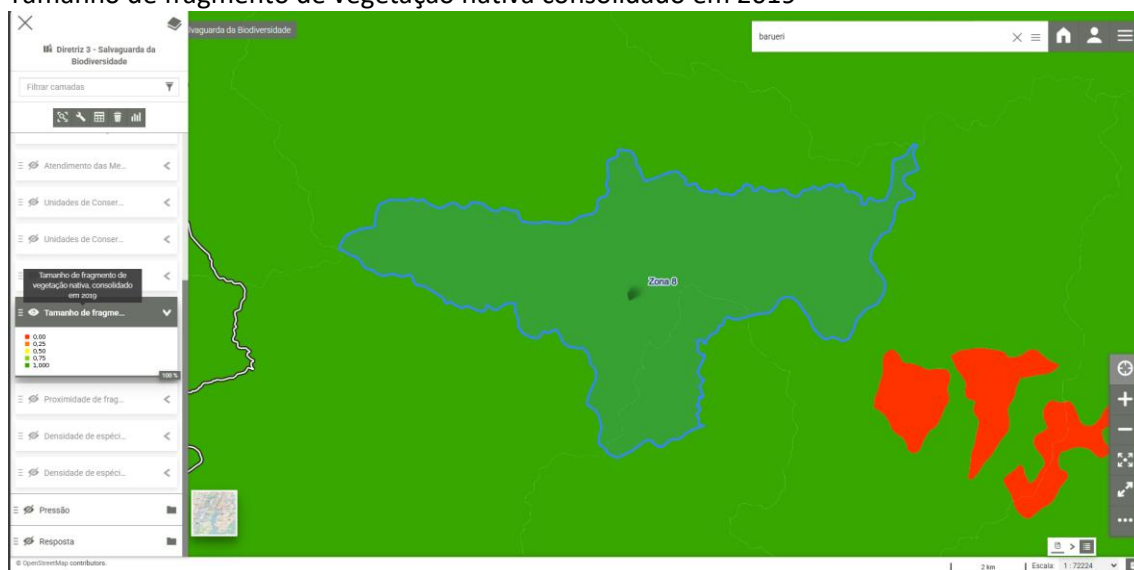 Tamanho de fragmento de vegetação nativa consolidado em 2019
Diretriz 3 - Salvaguarda da
Biodiversidade
Filtrar camadas
Atendimento das Me...
Unidades de Conser...
Unidades de Conser...
Tamanho de fragmento de
vegetação nativa, consolidado
em 2019
Tamanho de fragme...
0,00
0,25
0,50
0,75
1,000
100 %
Proximidade de frag...
Densidade de espéci...
Densidade de espéci...
Pressão
Resposta
© OpenStreetMap contributors.
lvaguarda da Biodiversidade
barueri
Zona 8
2 km
Escala 1 : 72224